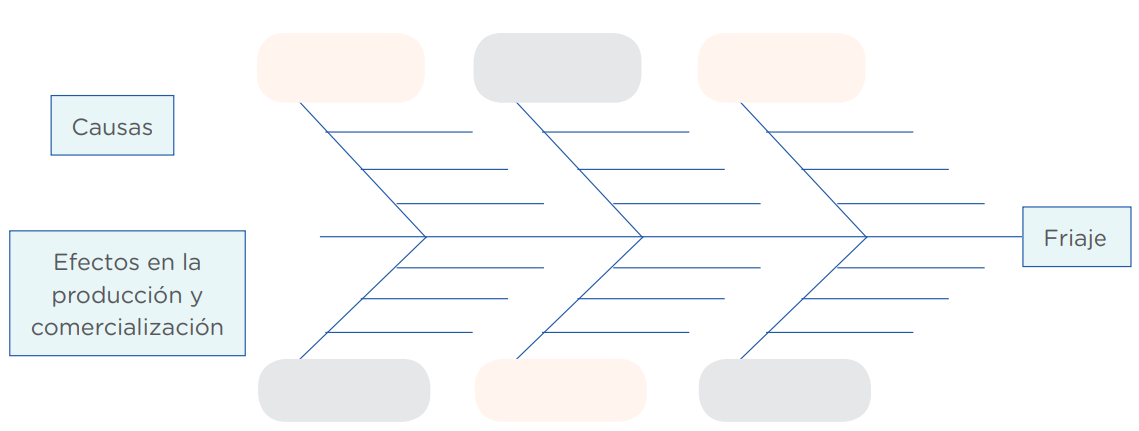 Causas
Efectos en la
producción y
comercialización
Friaje